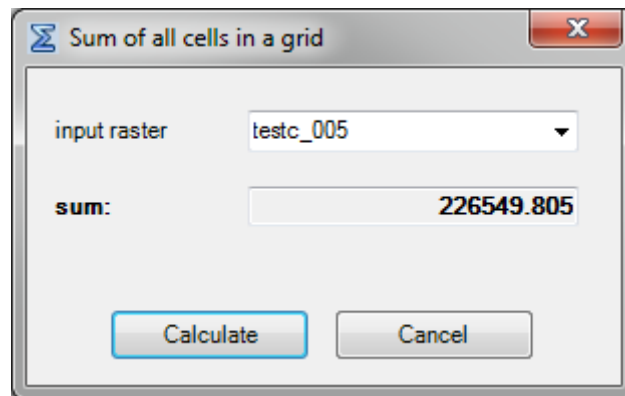 Sum of all cells in a grid
input raster testc_005
sum: 226549.805
Calculate Cancel